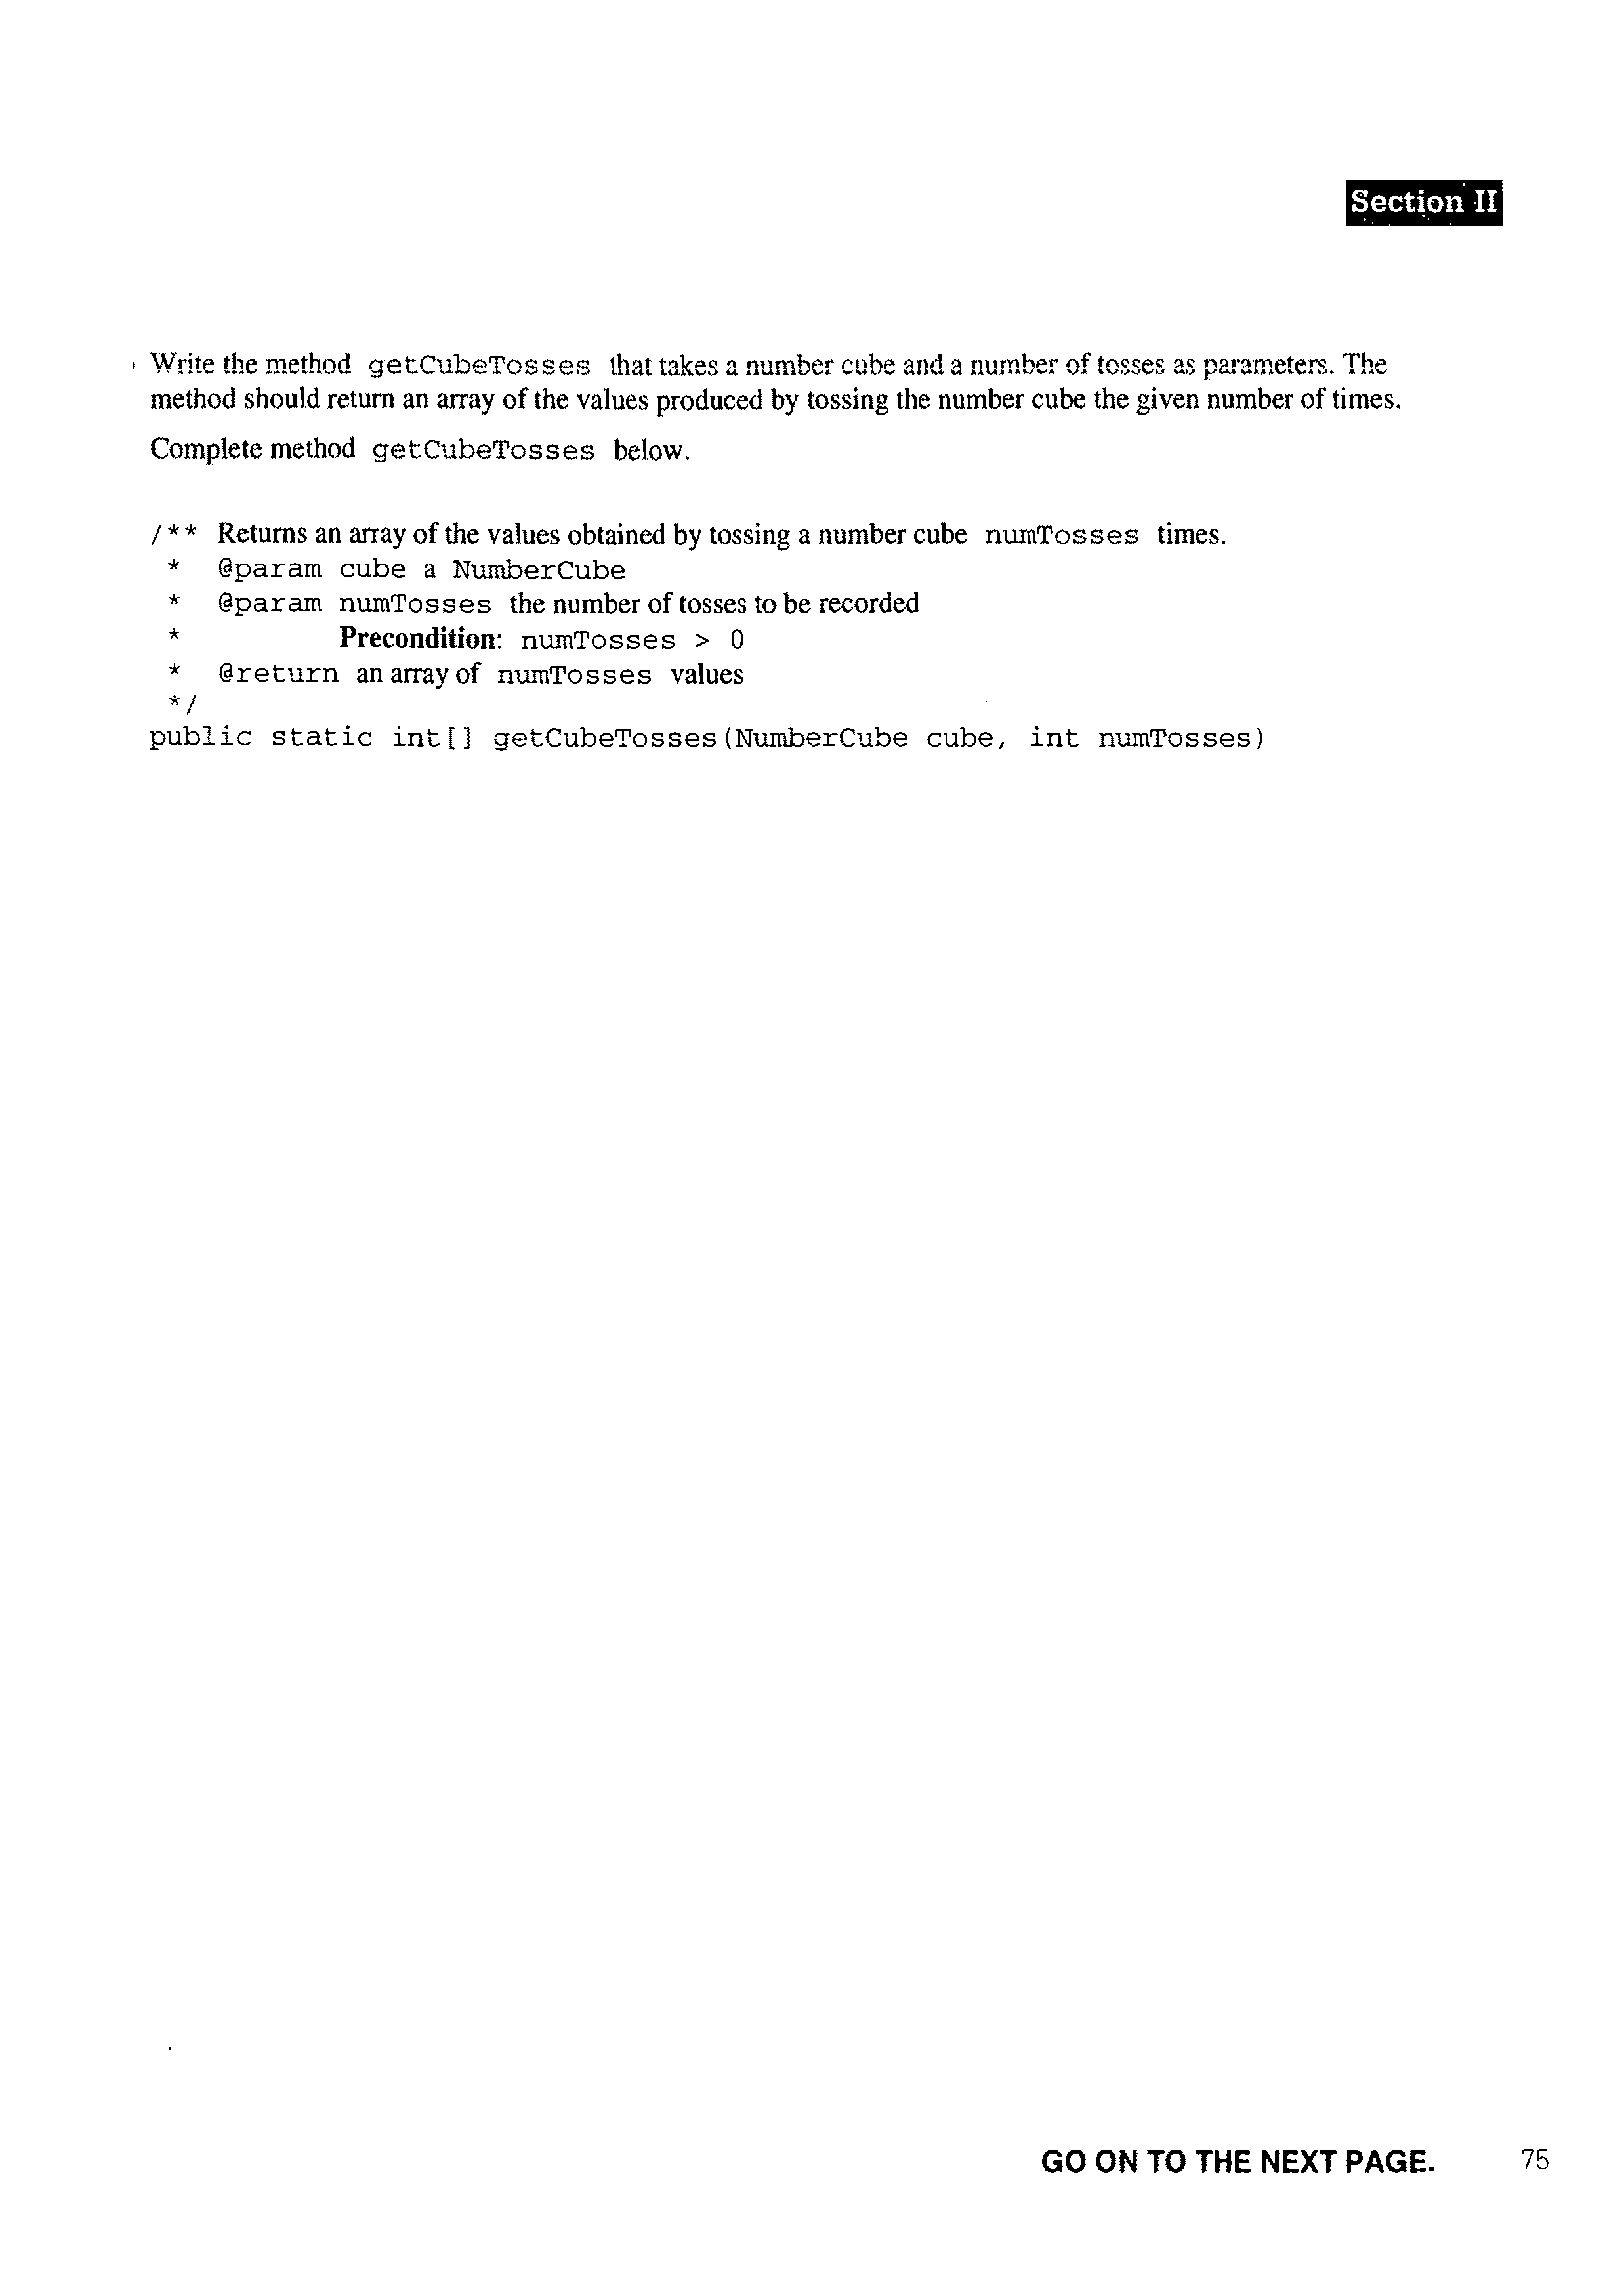 Section II
Write the method getCubeTosses that takes a number cube and a number of tosses as parameters. The
method should return an array of the values produced by tossing the number cube the given number of times.
Complete method getCubeTosses below.
/** Returns an array of the values obtained by tossing a number cube numTosses times.
* @param cube a NumberCube
* @param numTosses the number of tosses to be recorded
* Precondition: numTosses > 0
* @return an array of numTosses values
*/
public static int[] getCubeTosses(NumberCube cube, int numTosses)
GO ON TO THE NEXT PAGE. 75